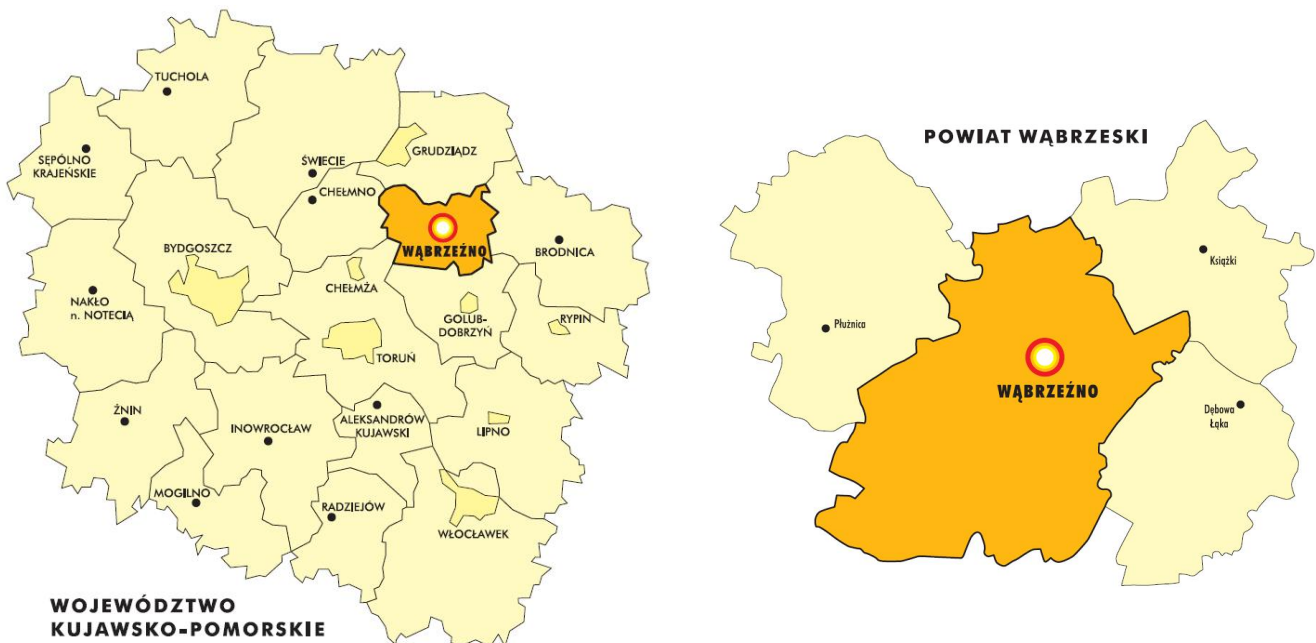 TUCHOLA
SĘPÓLNO
KRAJEŃSKIE
ŚWIECIE
CHEŁMNO
GRUDZIĄDZ
WĄBRZEŹNO
BRODNICA
BYDGOSZCZ
NAKŁO
n. NOTECIĄ
CHEŁMŻA
TORUŃ
GOLUB-
DOBRZYŃ
RYPIN
ŻNIN
INOWROCŁAW
ALEKSANDRÓW
KUJAWSKI
LIPNO
MOGILNO
RADZIEJÓW
WŁOCŁAWEK
WOJEWÓDZTWO
KUJAWSKO-POMORSKIE
POWIAT WĄBRZESKI
Książki
Płużnica
WĄBRZEŹNO
Dębowa
Łąka